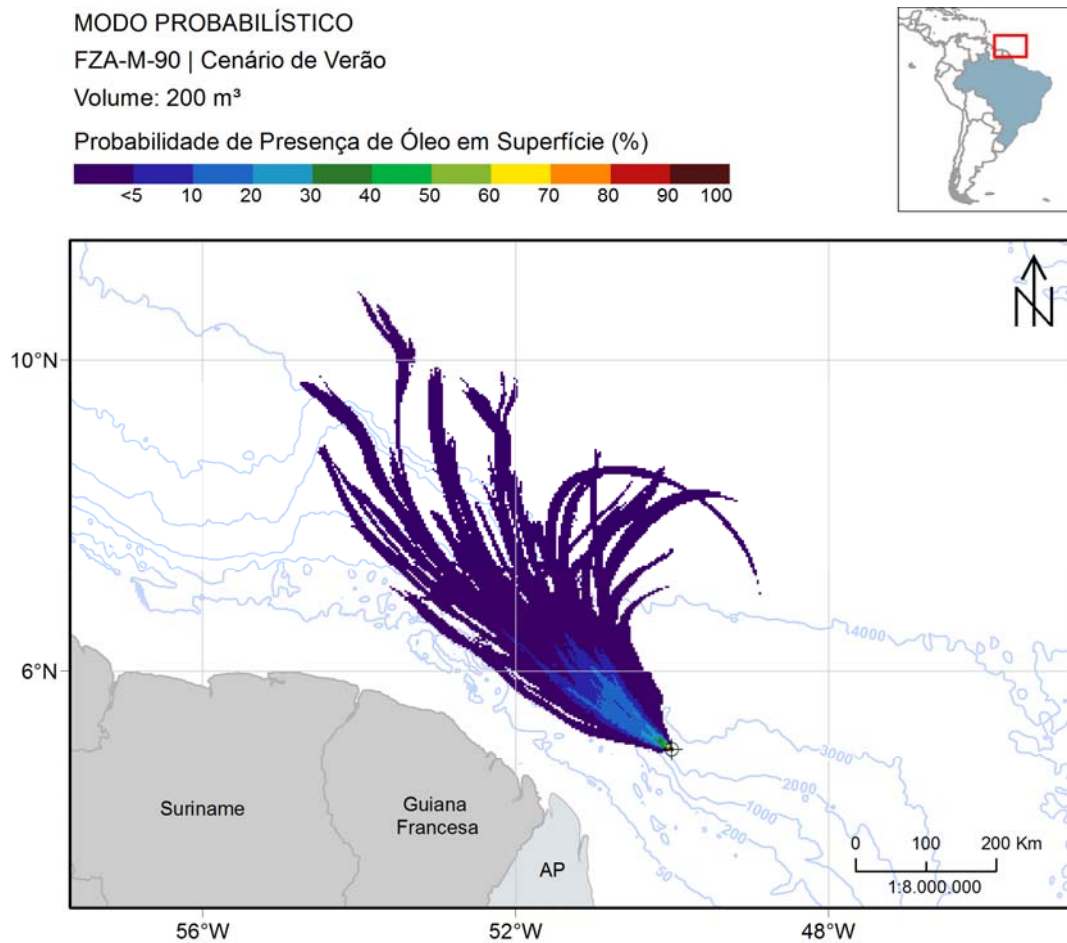 MODO PROBABILÍSTICO
FZA-M-90 | Cenário de Verão
Volume: 200 m³
Probabilidade de Presença de Óleo em Superfície (%)
<5 10 20 30 40 50 60 70 80 90 100
N
10°N
6°N
4000
3000
2000
1000
200
50
Suriname
Guiana
Francesa
AP
0 100 200 Km
1:8.000.000
56°W 52°W 48°W